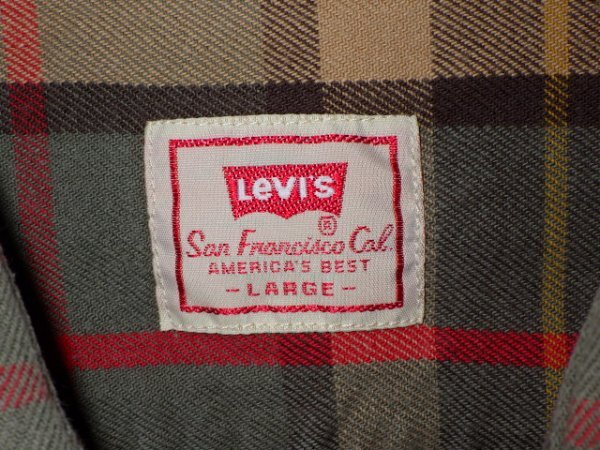 LEVI'S
®
San Francisco Cal.
AMERICA'S BEST
- LARGE -